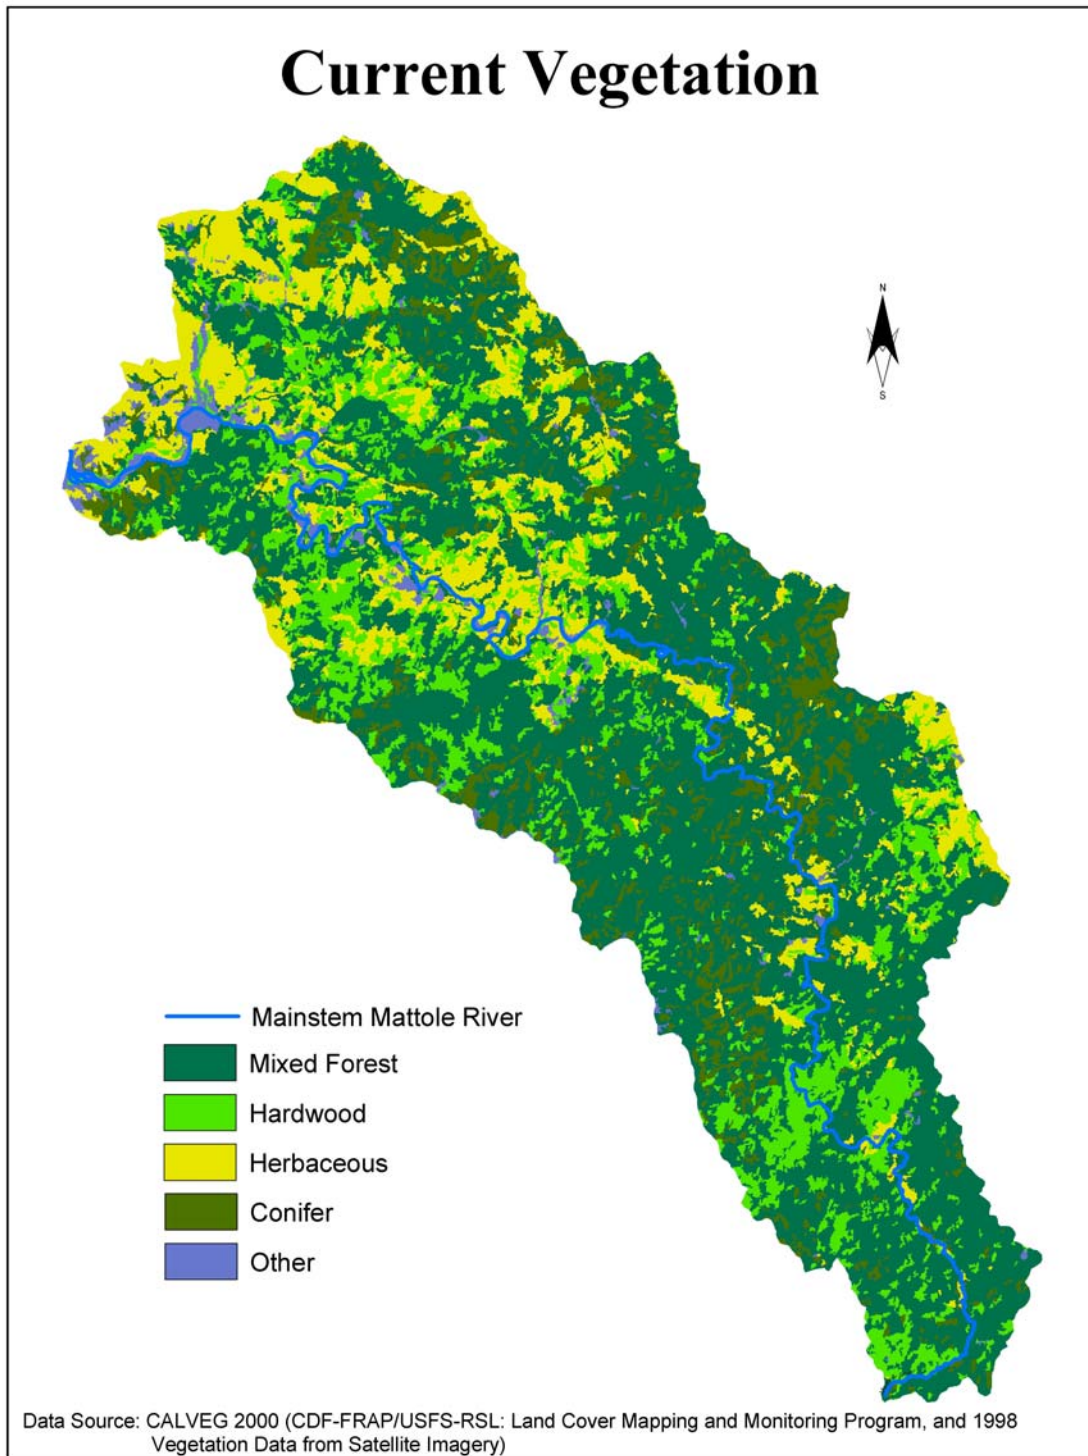 Current Vegetation
N
S
Mainstem Mattole River
Mixed Forest
Hardwood
Herbaceous
Conifer
Other
Data Source: CALVEG 2000 (CDF-FRAP/USFS-RSL: Land Cover Mapping and Monitoring Program, and 1998
Vegetation Data from Satellite Imagery)